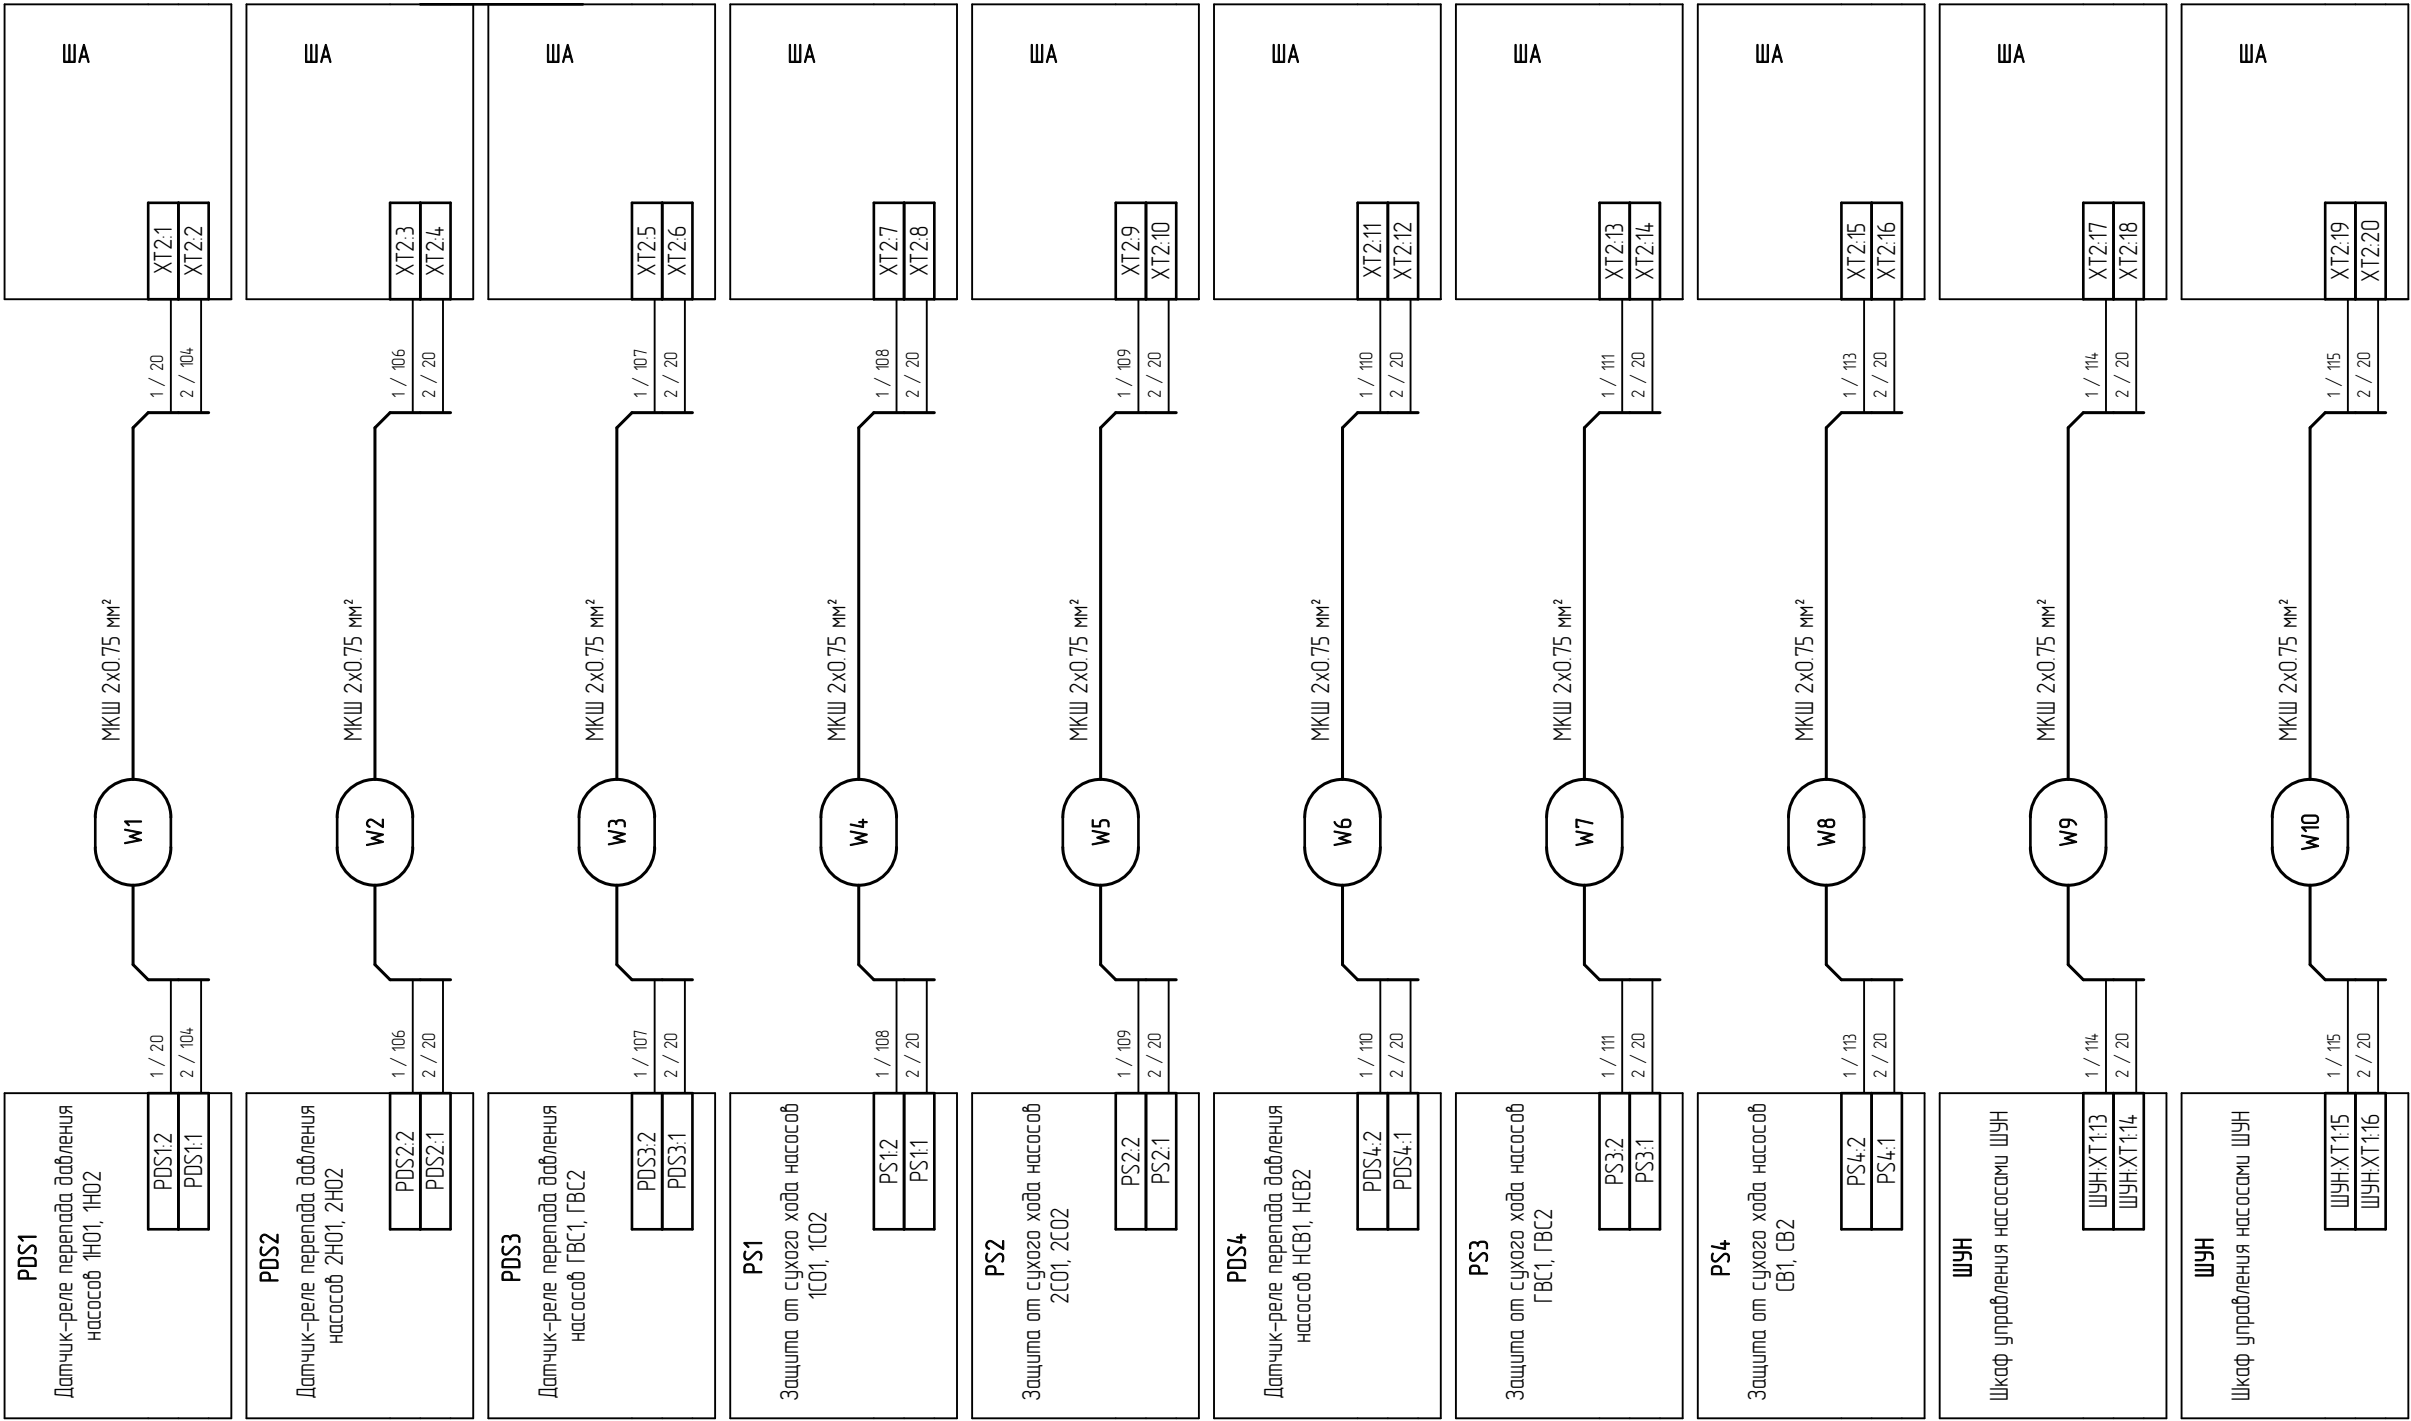 PDS1
Датчик-реле перепада давления
насосов 1НО1, 1НО2
PDS1:2
PDS1:1
1 / 20
2 / 104
W1
МКШ 2х0.75 мм²
1 / 20
2 / 104
XT2:1
XT2:2
ША
PDS2
Датчик-реле перепада давления
насосов 2НО1, 2НО2
PDS2:2
PDS2:1
1 / 106
2 / 20
W2
МКШ 2х0.75 мм²
1 / 106
2 / 20
XT2:3
XT2:4
ША
PDS3
Датчик-реле перепада давления
насосов ГВС1, ГВС2
PDS3:2
PDS3:1
1 / 107
2 / 20
W3
МКШ 2х0.75 мм²
1 / 107
2 / 20
XT2:5
XT2:6
ША
PS1
Защита от сухого хода насосов
1СО1, 1СО2
PS1:2
PS1:1
1 / 108
2 / 20
W4
МКШ 2х0.75 мм²
1 / 108
2 / 20
XT2:7
XT2:8
ША
PS2
Защита от сухого хода насосов
2СО1, 2СО2
PS2:2
PS2:1
1 / 109
2 / 20
W5
МКШ 2х0.75 мм²
1 / 109
2 / 20
XT2:9
XT2:10
ША
PDS4
Датчик-реле перепада давления
насосов НСВ1, НСВ2
PDS4:2
PDS4:1
1 / 110
2 / 20
W6
МКШ 2х0.75 мм²
1 / 110
2 / 20
XT2:11
XT2:12
ША
PS3
Защита от сухого хода насосов
ГВС1, ГВС2
PS3:2
PS3:1
1 / 111
2 / 20
W7
МКШ 2х0.75 мм²
1 / 111
2 / 20
XT2:13
XT2:14
ША
PS4
Защита от сухого хода насосов
СВ1, СВ2
PS4:2
PS4:1
1 / 113
2 / 20
W8
МКШ 2х0.75 мм²
1 / 113
2 / 20
XT2:15
XT2:16
ША
ШУН
Шкаф управления насосами ШУН
ШУН:XT1:13
ШУН:XT1:14
1 / 114
2 / 20
W9
МКШ 2х0.75 мм²
1 / 114
2 / 20
XT2:17
XT2:18
ША
ШУН
Шкаф управления насосами ШУН
ШУН:XT1:15
ШУН:XT1:16
1 / 115
2 / 20
W10
МКШ 2х0.75 мм²
1 / 115
2 / 20
XT2:19
XT2:20
ША